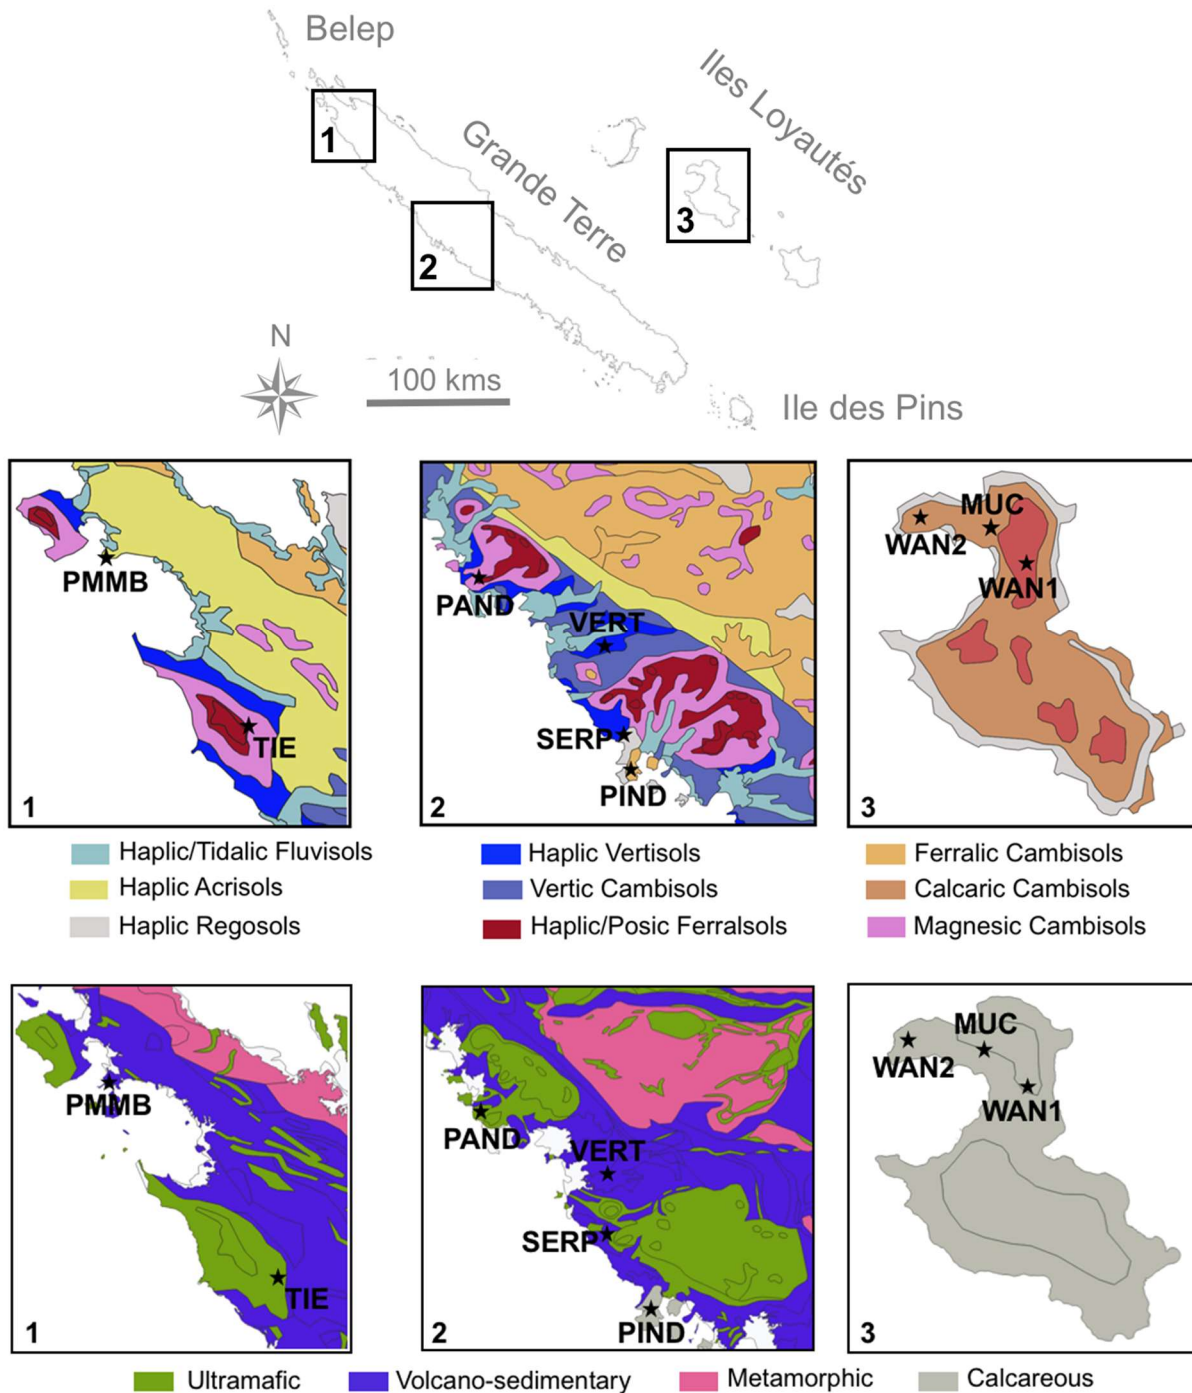 Belep
Iles Loyautés
Grande Terre
1
2
3
N
100 kms
Ile des Pins
PMMB
TIE
1
PAND
VERT
SERP
PIND
2
MUC
WAN2
WAN1
3
Haplic/Tidalic Fluvisols
Haplic Vertisols
Ferralic Cambisols
Haplic Acrisols
Vertic Cambisols
Calcaric Cambisols
Haplic Regosols
Haplic/Posic Ferralsols
Magnesic Cambisols
PMMB
TIE
1
PAND
VERT
SERP
PIND
2
MUC
WAN2
WAN1
3
Ultramafic
Volcano-sedimentary
Metamorphic
Calcareous